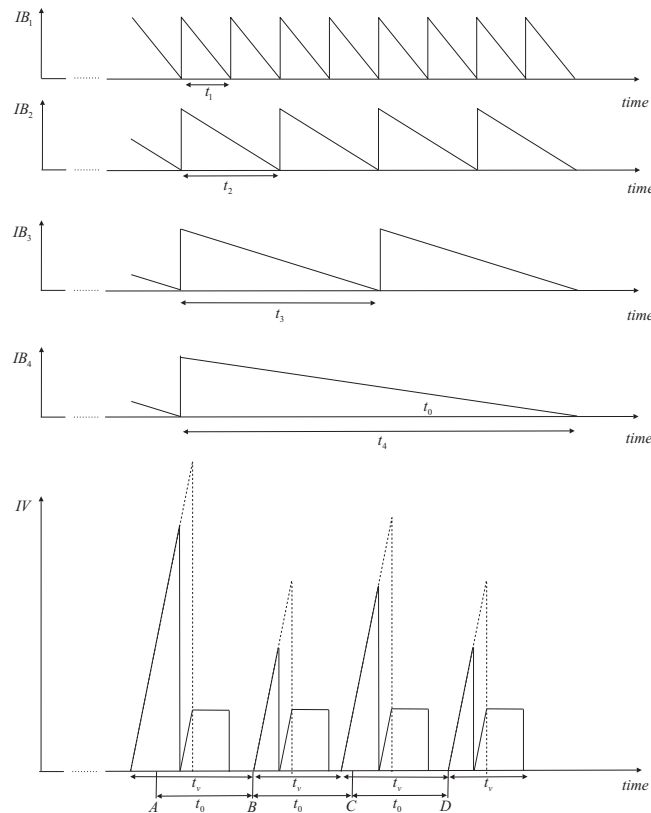 IB₁
t₁
time
IB₂
t₂
time
IB₃
t₃
time
IB₄
t₀
t₄
time
IV
tᵥ tᵥ tᵥ tᵥ
time
A t₀ B t₀ C t₀ D